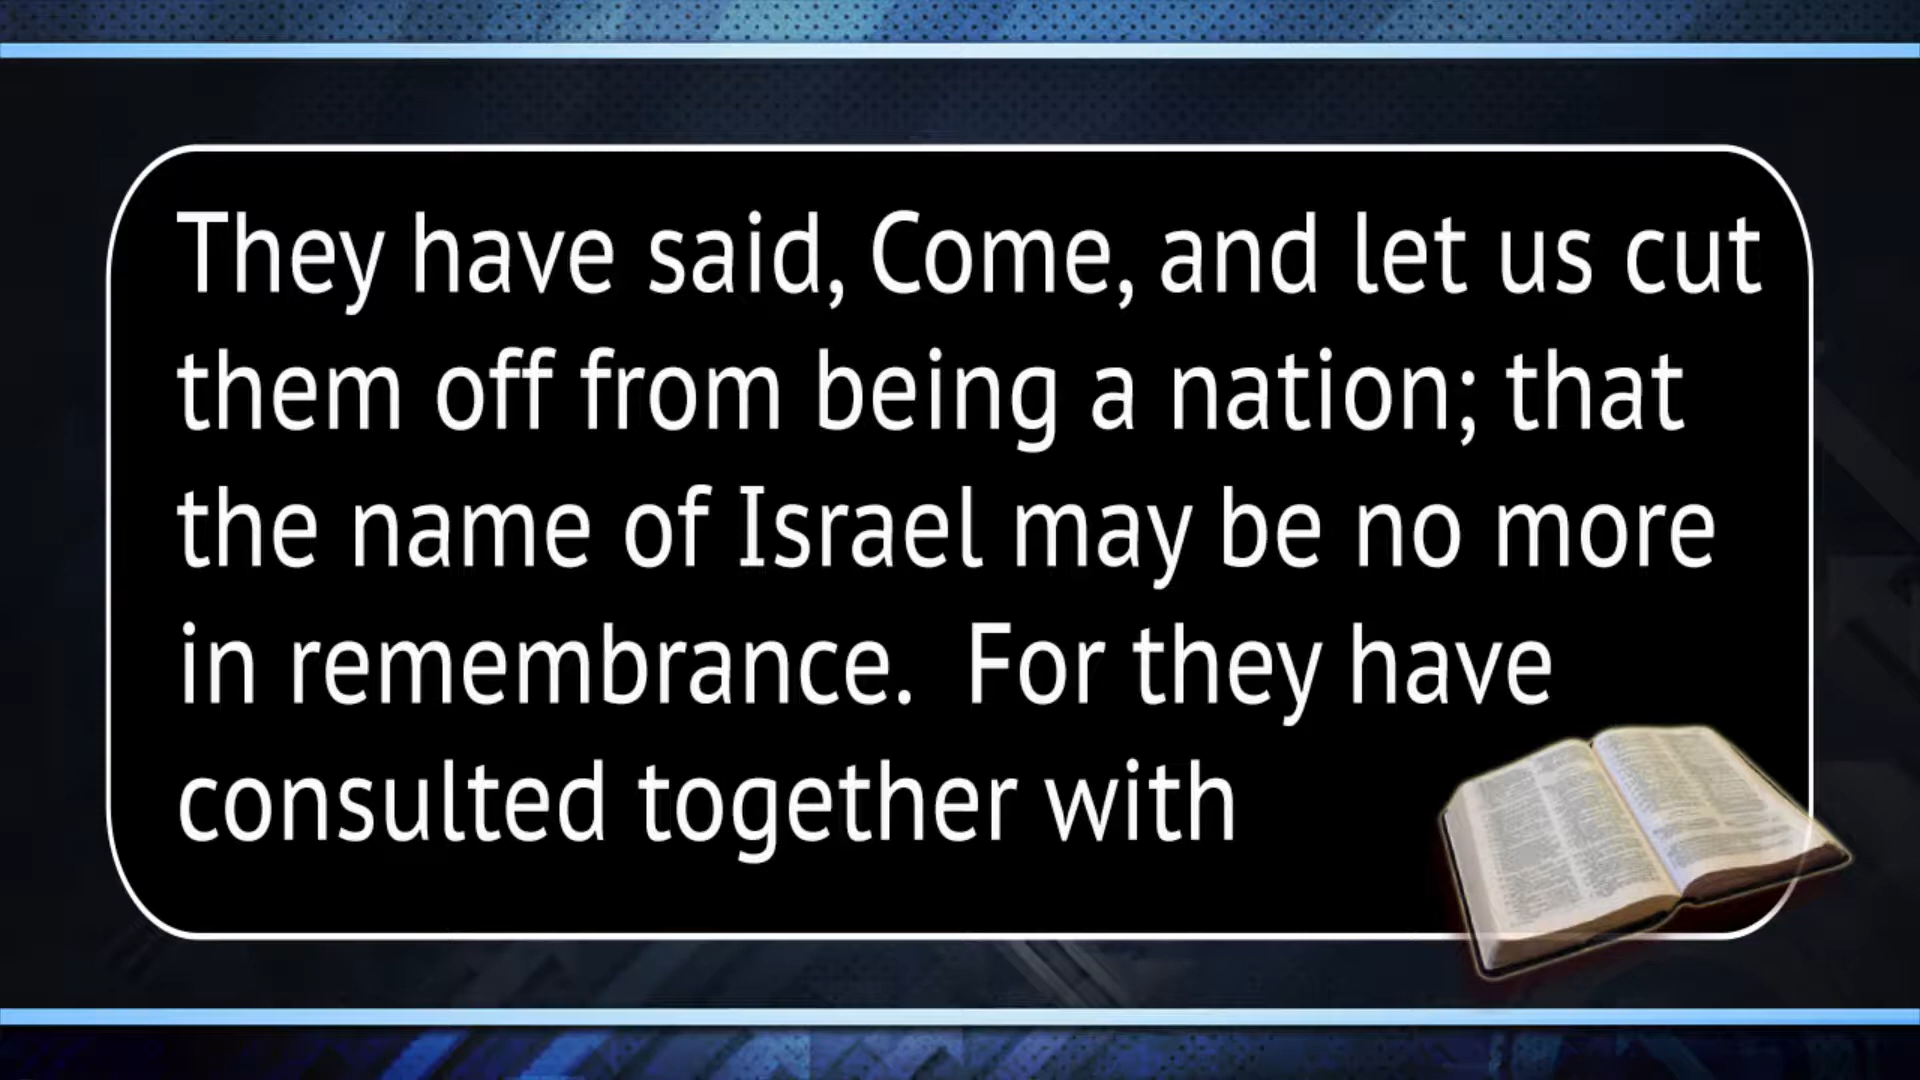 They have said, Come, and let us cut
them off from being a nation; that
the name of Israel may be no more
in remembrance.  For they have
consulted together with